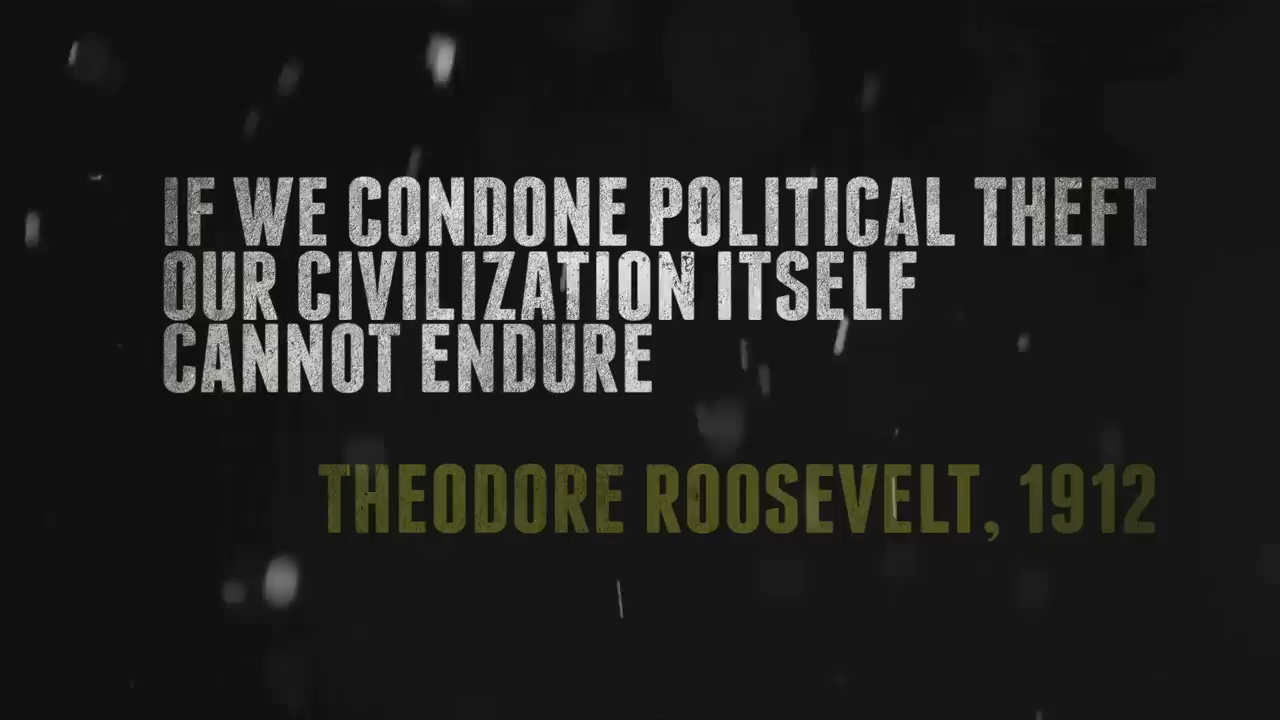 IF WE CONDONE POLITICAL THEFT
OUR CIVILIZATION ITSELF
CANNOT ENDURE
THEODORE ROOSEVELT, 1912